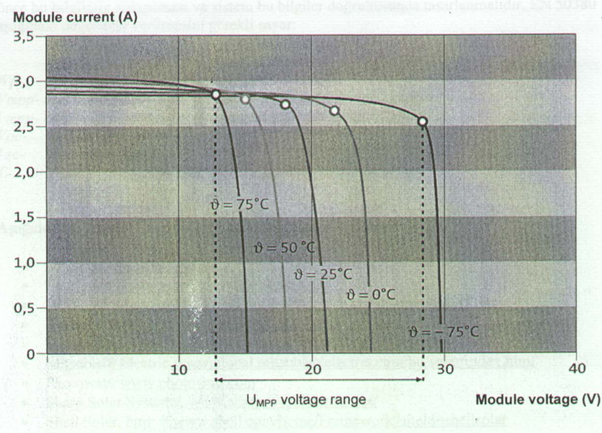 Module current (A)
3,5
3,0
2,5
2,0
1,5
1,0
0,5
0
ϑ = 75°C
ϑ = 50°C
ϑ = 25°C
ϑ = 0°C
ϑ = – 75°C
10
20
30
40
UMPP voltage range
Module voltage (V)